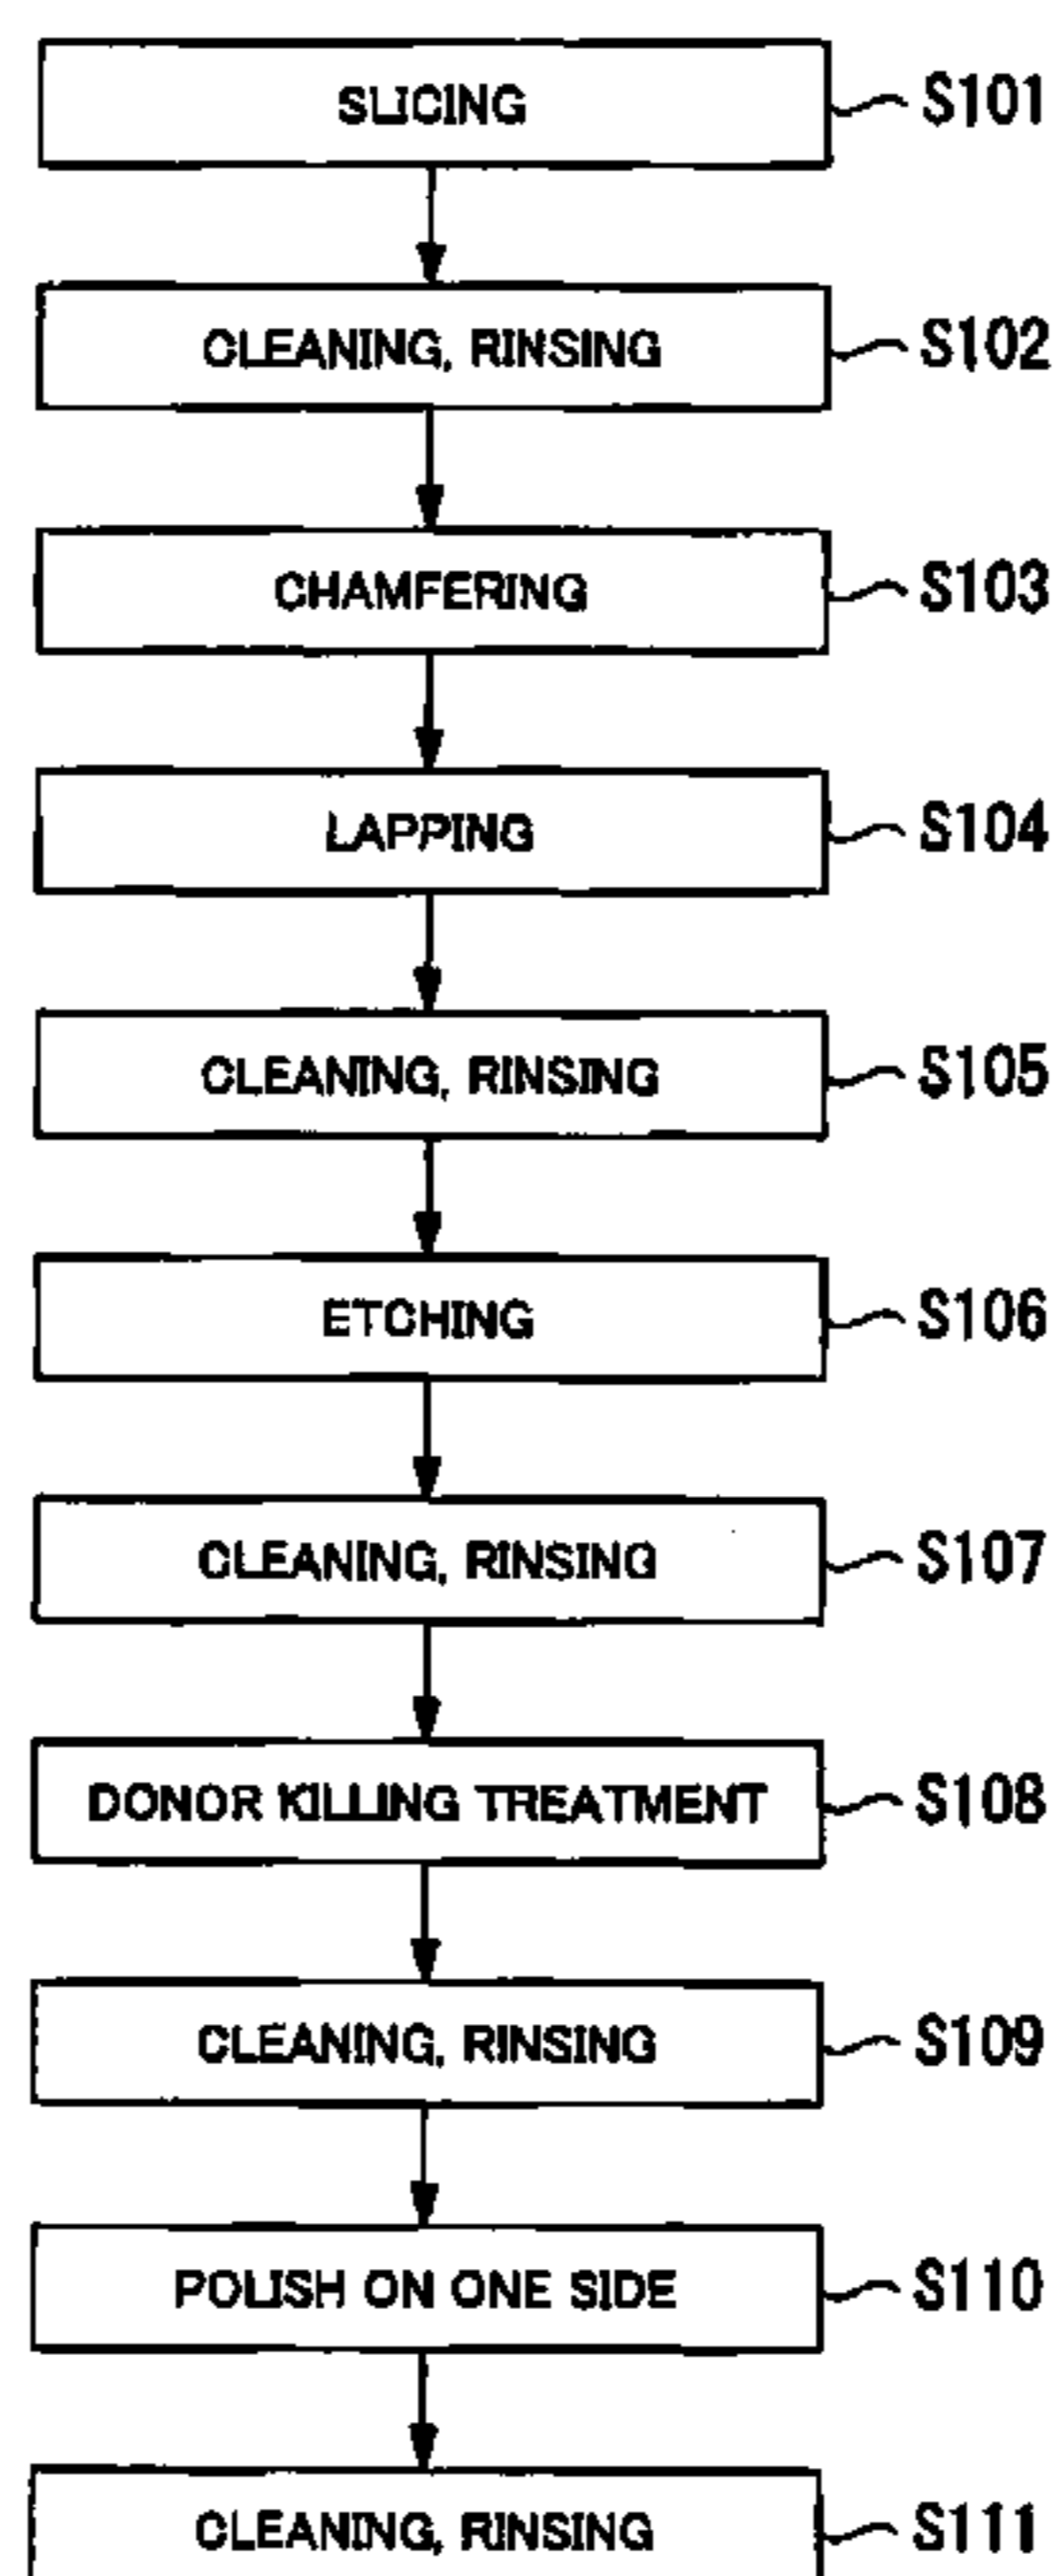 SLICING S101
CLEANING, RINSING S102
CHAMFERING S103
LAPPING S104
CLEANING, RINSING S105
ETCHING S106
CLEANING, RINSING S107
DONOR KILLING TREATMENT S108
CLEANING, RINSING S109
POLISH ON ONE SIDE S110
CLEANING, RINSING S111